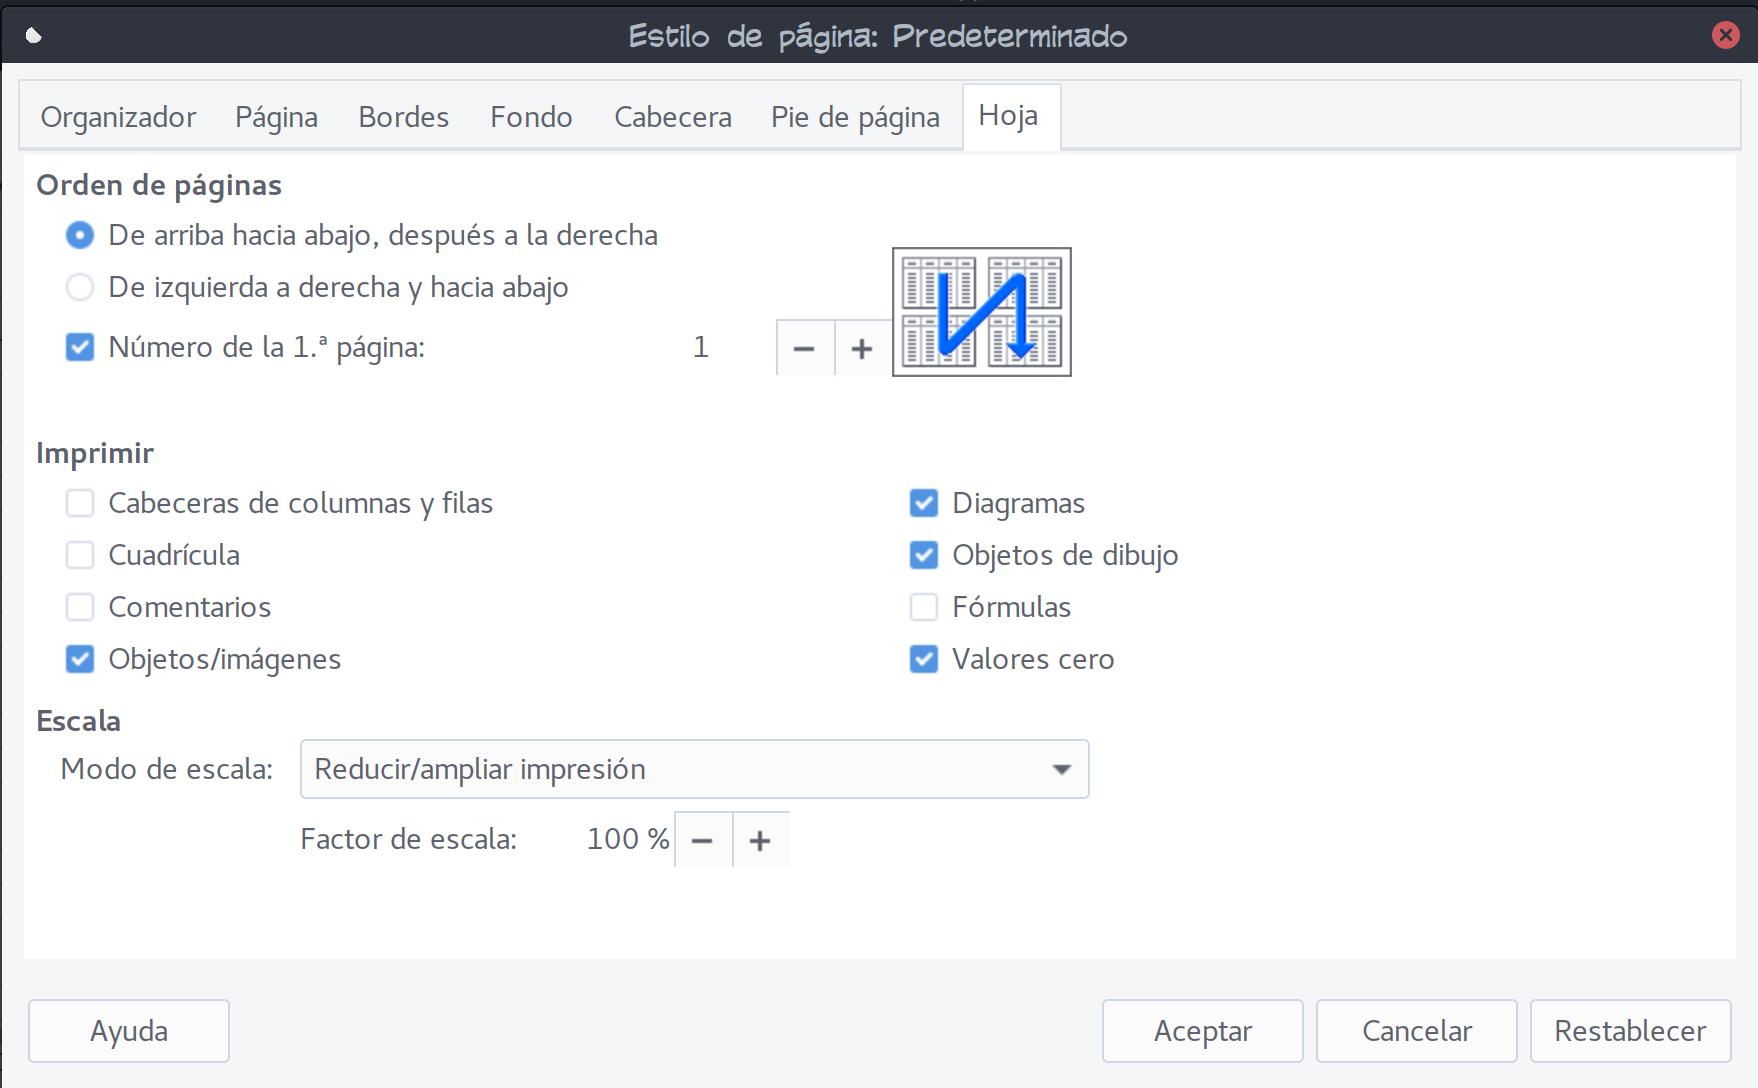 Estilo de página: Predeterminado
Organizador Página Bordes Fondo Cabecera Pie de página Hoja
Orden de páginas
De arriba hacia abajo, después a la derecha
De izquierda a derecha y hacia abajo
Número de la 1.ª página: 1 − +
Imprimir
Cabeceras de columnas y filas
Cuadrícula
Comentarios
Objetos/imágenes
Diagramas
Objetos de dibujo
Fórmulas
Valores cero
Escala
Modo de escala: Reducir/ampliar impresión
Factor de escala: 100 % − +
Ayuda Aceptar Cancelar Restablecer